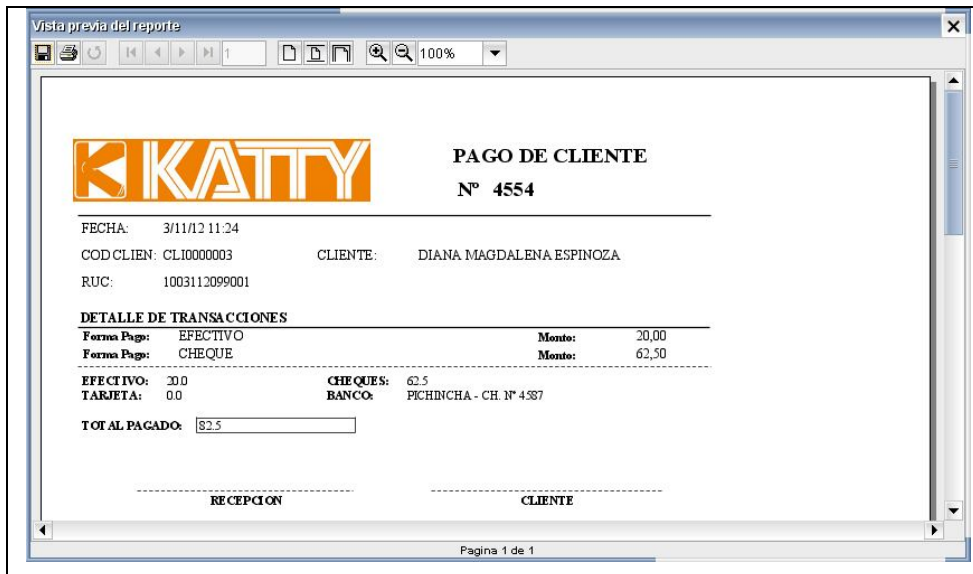 Vista previa del reporte
1
100%
KATTY
PAGO DE CLIENTE
Nº 4554
FECHA: 3/11/12 11:24
COD CLIEN: CLI0000003 CLIENTE: DIANA MAGDALENA ESPINOZA
RUC: 1003112099001
DETALLE DE TRANSACCIONES
Forma Pago: EFECTIVO Monto: 20,00
Forma Pago: CHEQUE Monto: 62,50
EFECTIVO: 20.0 CHEQUES: 62.5
TARJETA: 0.0 BANCO: PICHINCHA - CH. Nº 4587
TOTAL PAGADO: 82.5
RECEPCION CLIENTE
Pagina 1 de 1